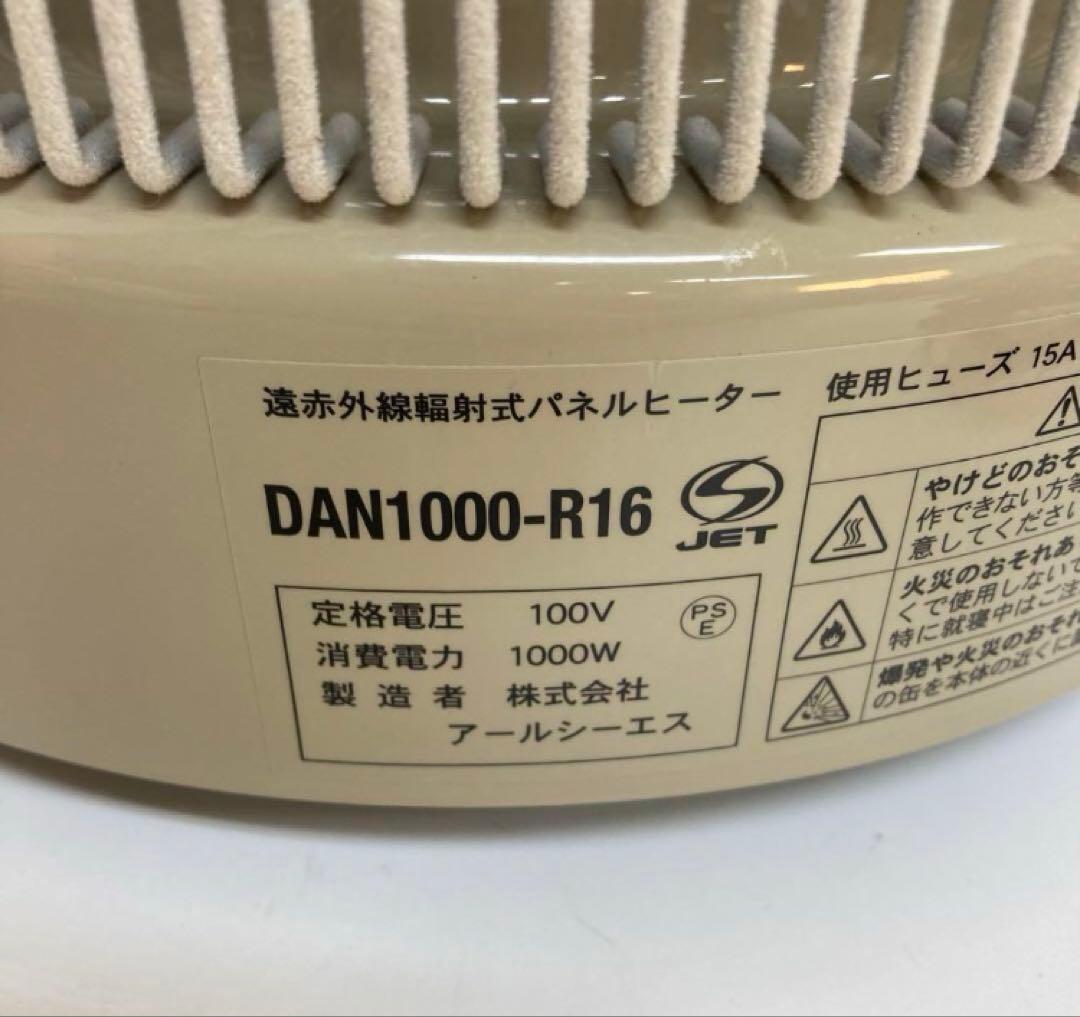 遠赤外線輻射式パネルヒーター
DAN1000-R16
JET
定格電圧 100V
PSE
消費電力 1000W
製造者 株式会社
アールシーエス
使用ヒューズ 15A
やけどのおそ
作できない方等
意してください
火災のおそれあ
くで使用しないで
特に就寝中はご注
爆発や火災のおそれ
の缶を本体の近くに